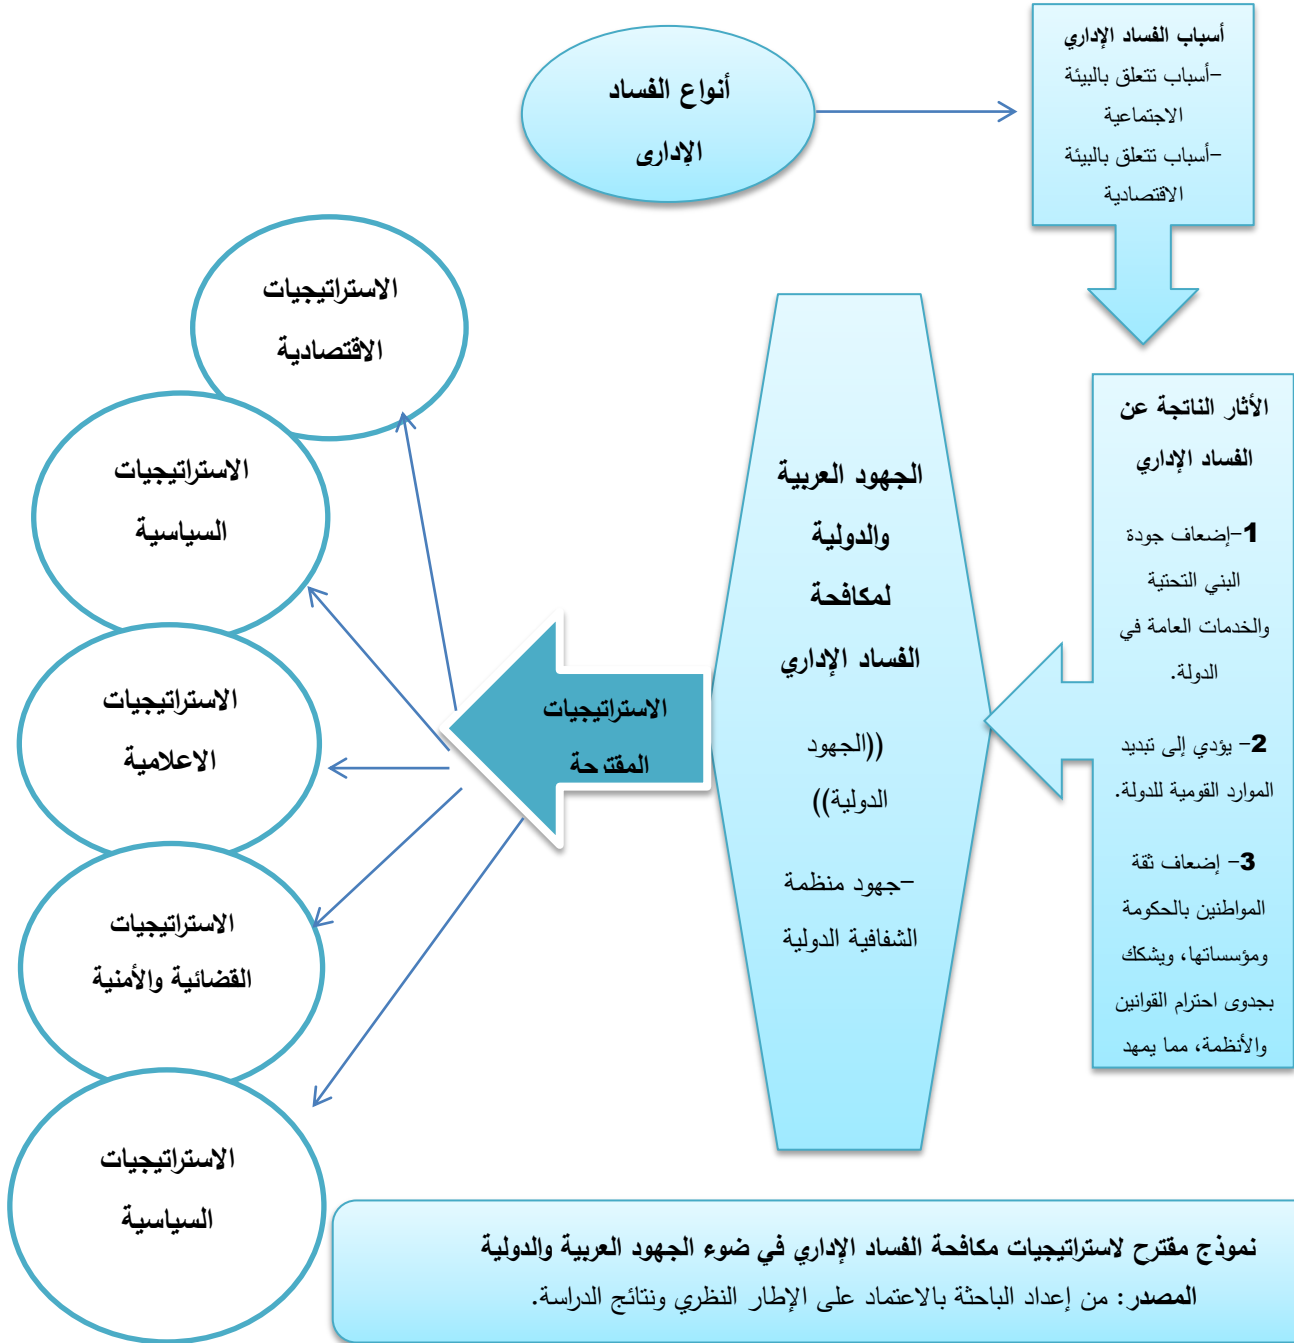 أنواع الفساد
الإدارى
أسباب الفساد الإداري
-أسباب تتعلق بالبيئة
الاجتماعية
-أسباب تتعلق بالبيئة
الاقتصادية
الأثار الناتجة عن
الفساد الإداري
1-إضعاف جودة
البني التحتية
والخدمات العامة في
الدولة.
2- يؤدي إلى تبديد
الموارد القومية للدولة.
3- إضعاف ثقة
المواطنين بالحكومة
ومؤسساتها، ويشكك
بجدوى احترام القوانين
والأنظمة، مما يمهد
الجهود العربية
والدولية
لمكافحة
الفساد الإداري
((الجهود
الدولية))
-جهود منظمة
الشفافية الدولية
الاستراتيجيات
المقترحة
الاستراتيجيات
الاقتصادية
الاستراتيجيات
السياسية
الاستراتيجيات
الاعلامية
الاستراتيجيات
القضائية والأمنية
الاستراتيجيات
السياسية
نموذج مقترح لاستراتيجيات مكافحة الفساد الإداري في ضوء الجهود العربية والدولية
المصدر: من إعداد الباحثة بالاعتماد على الإطار النظري ونتائج الدراسة.